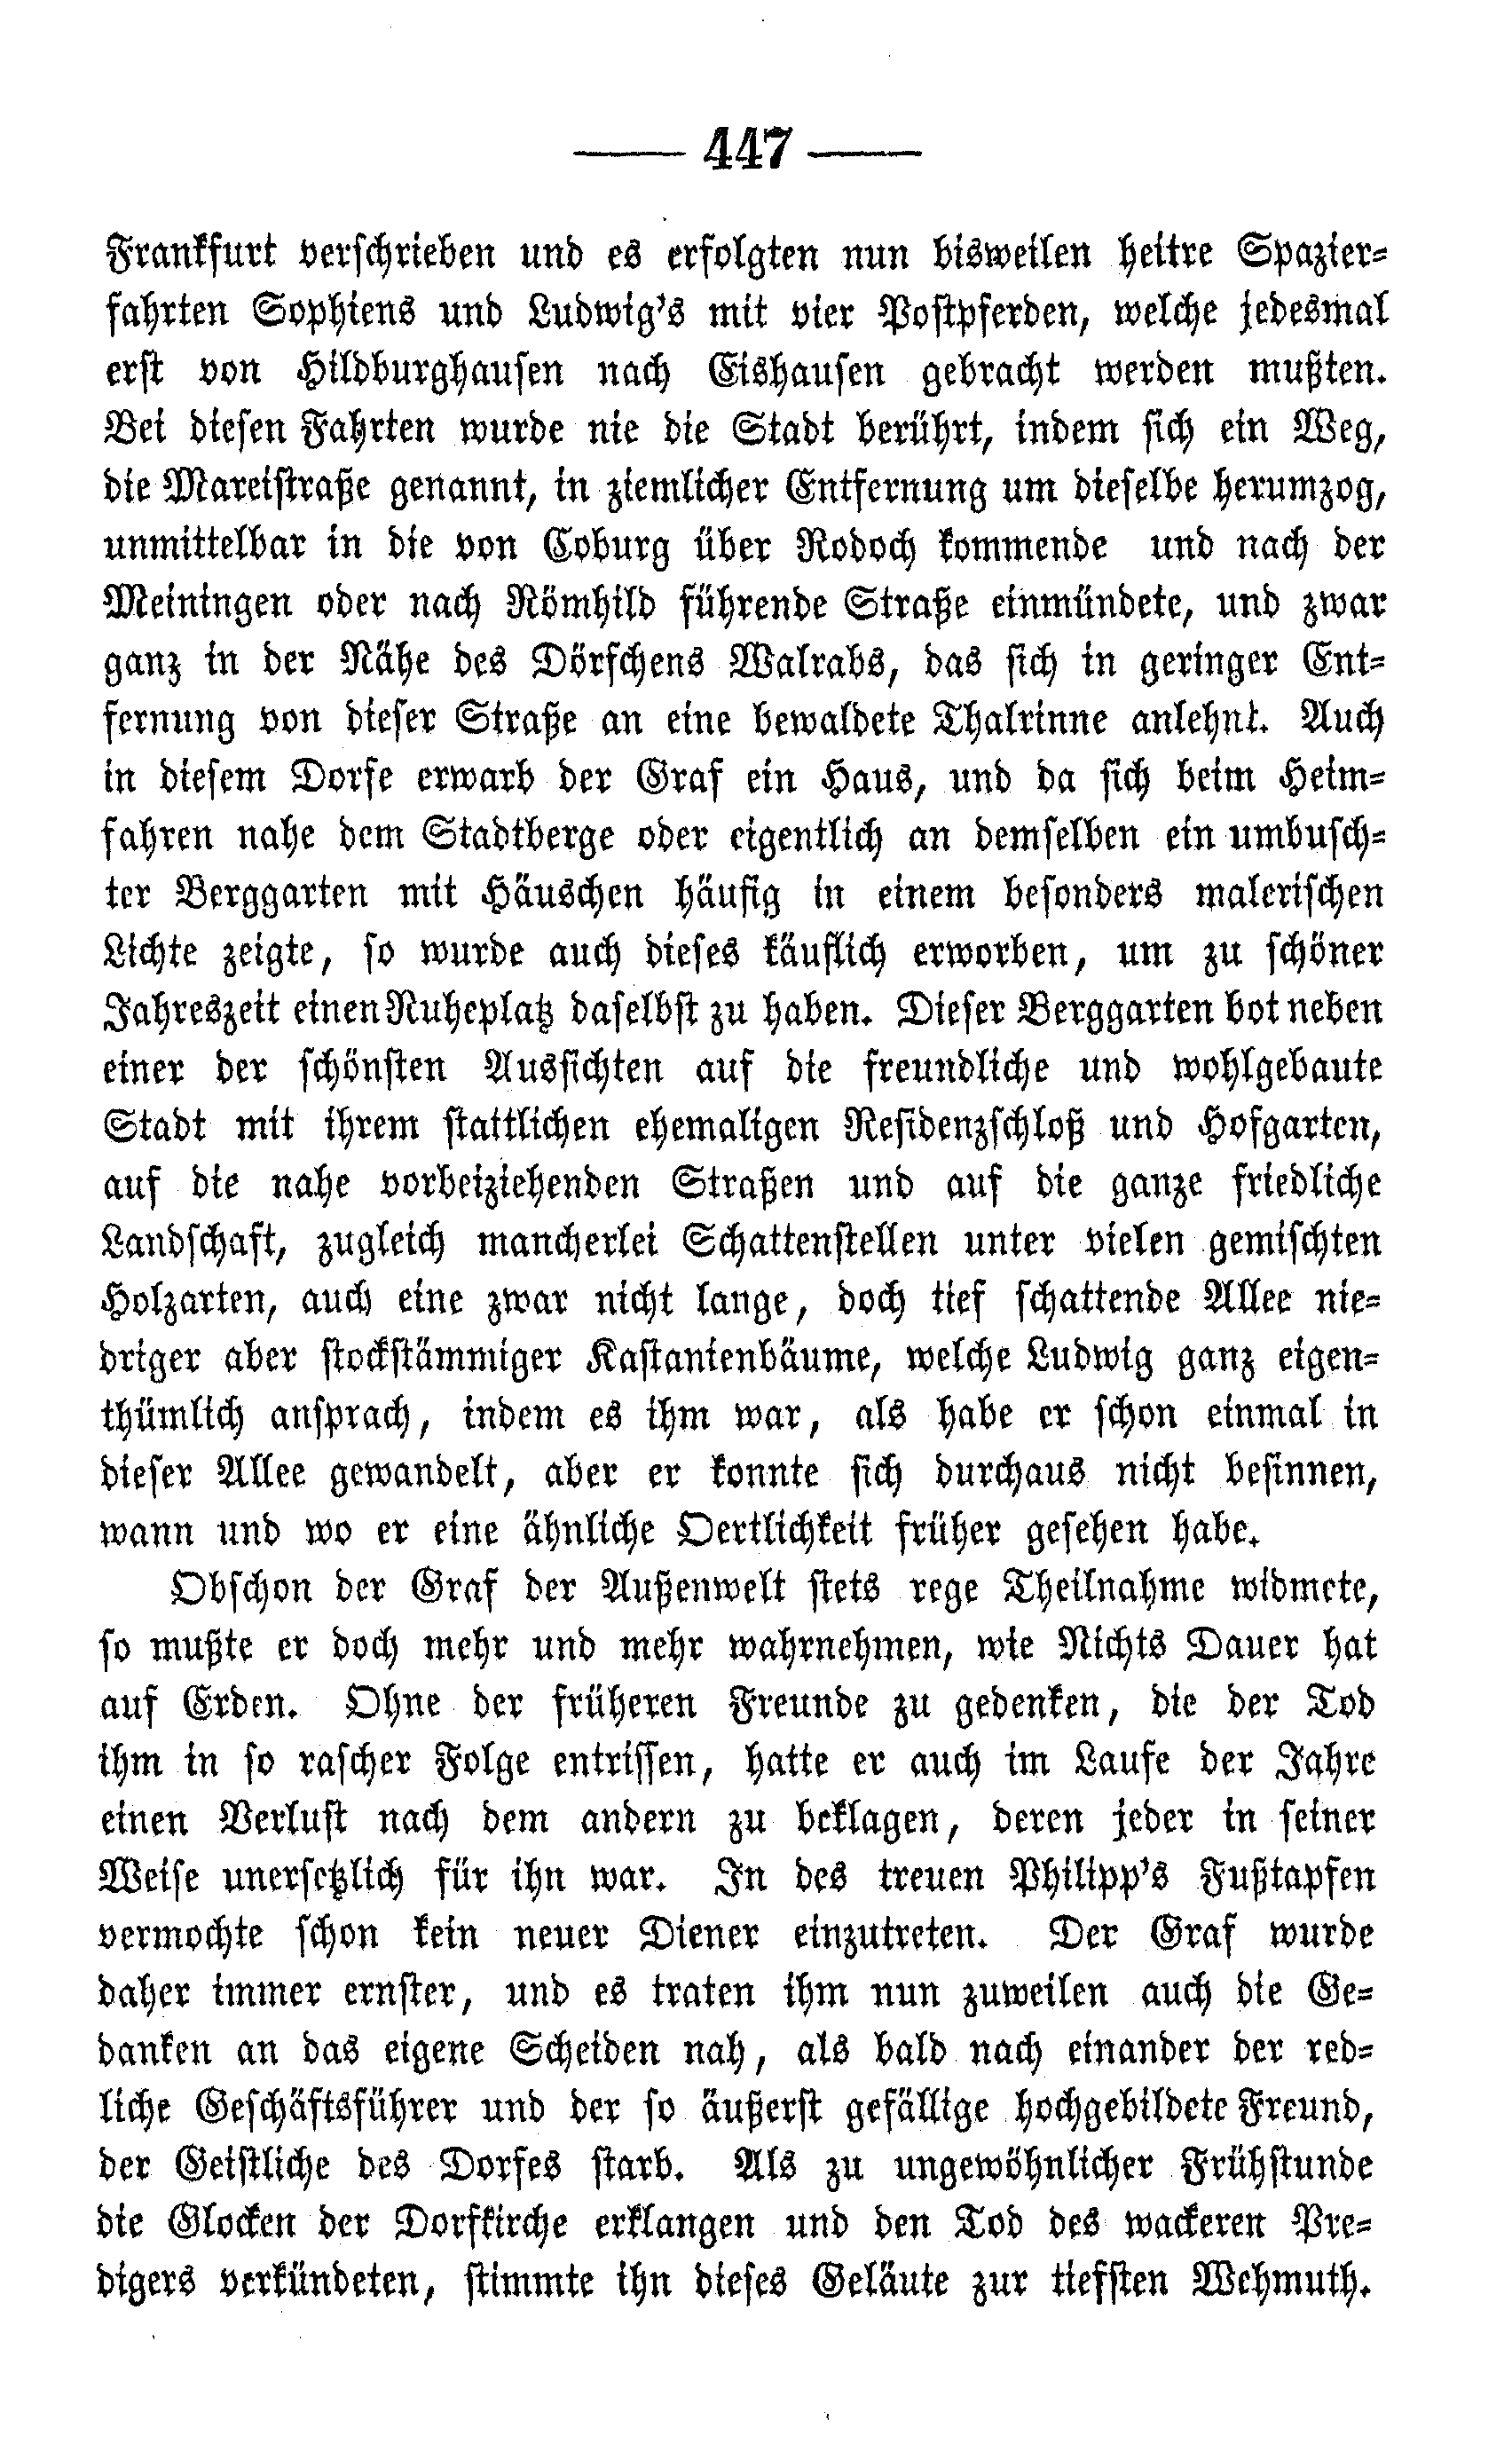 — 447 —
Frankfurt verschrieben und es erfolgten nun bisweilen heitre Spazier-
fahrten Sophiens und Ludwig's mit vier Postpferden, welche jedesmal
erst von Hildburghausen nach Eishausen gebracht werden mußten.
Bei diesen Fahrten wurde nie die Stadt berührt, indem sich ein Weg,
die Mareistraße genannt, in ziemlicher Entfernung um dieselbe herumzog,
unmittelbar in die von Coburg über Rodoch kommende und nach der
Meiningen oder nach Römhild führende Straße einmündete, und zwar
ganz in der Nähe des Dörfchens Walrabs, das sich in geringer Ent-
fernung von dieser Straße an eine bewaldete Thalrinne anlehnt. Auch
in diesem Dorfe erwarb der Graf ein Haus, und da sich beim Heim-
fahren nahe dem Stadtberge oder eigentlich an demselben ein umbusch-
ter Berggarten mit Häuschen häufig in einem besonders malerischen
Lichte zeigte, so wurde auch dieses käuflich erworben, um zu schöner
Jahreszeit einen Ruheplatz daselbst zu haben. Dieser Berggarten bot neben
einer der schönsten Aussichten auf die freundliche und wohlgebaute
Stadt mit ihrem stattlichen ehemaligen Residenzschloß und Hofgarten,
auf die nahe vorbeiziehenden Straßen und auf die ganze friedliche
Landschaft, zugleich mancherlei Schattenstellen unter vielen gemischten
Holzarten, auch eine zwar nicht lange, doch tief schattende Allee nie-
driger aber stockstämmiger Kastanienbäume, welche Ludwig ganz eigen-
thümlich ansprach, indem es ihm war, als habe er schon einmal in
dieser Allee gewandelt, aber er konnte sich durchaus nicht besinnen,
wann und wo er eine ähnliche Oertlichkeit früher gesehen habe.
Obschon der Graf der Außenwelt stets rege Theilnahme widmete,
so mußte er doch mehr und mehr wahrnehmen, wie Nichts Dauer hat
auf Erden. Ohne der früheren Freunde zu gedenken, die der Tod
ihm in so rascher Folge entrissen, hatte er auch im Laufe der Jahre
einen Verlust nach dem andern zu beklagen, deren jeder in seiner
Weise unersetzlich für ihn war. In des treuen Philipp's Fußtapfen
vermochte schon kein neuer Diener einzutreten. Der Graf wurde
daher immer ernster, und es traten ihm nun zuweilen auch die Ge-
danken an das eigene Scheiden nah, als bald nach einander der red-
liche Geschäftsführer und der so äußerst gefällige hochgebildete Freund,
der Geistliche des Dorfes starb. Als zu ungewöhnlicher Frühstunde
die Glocken der Dorfkirche erklangen und den Tod des wackeren Pre-
digers verkündeten, stimmte ihn dieses Geläute zur tiefsten Wehmuth.